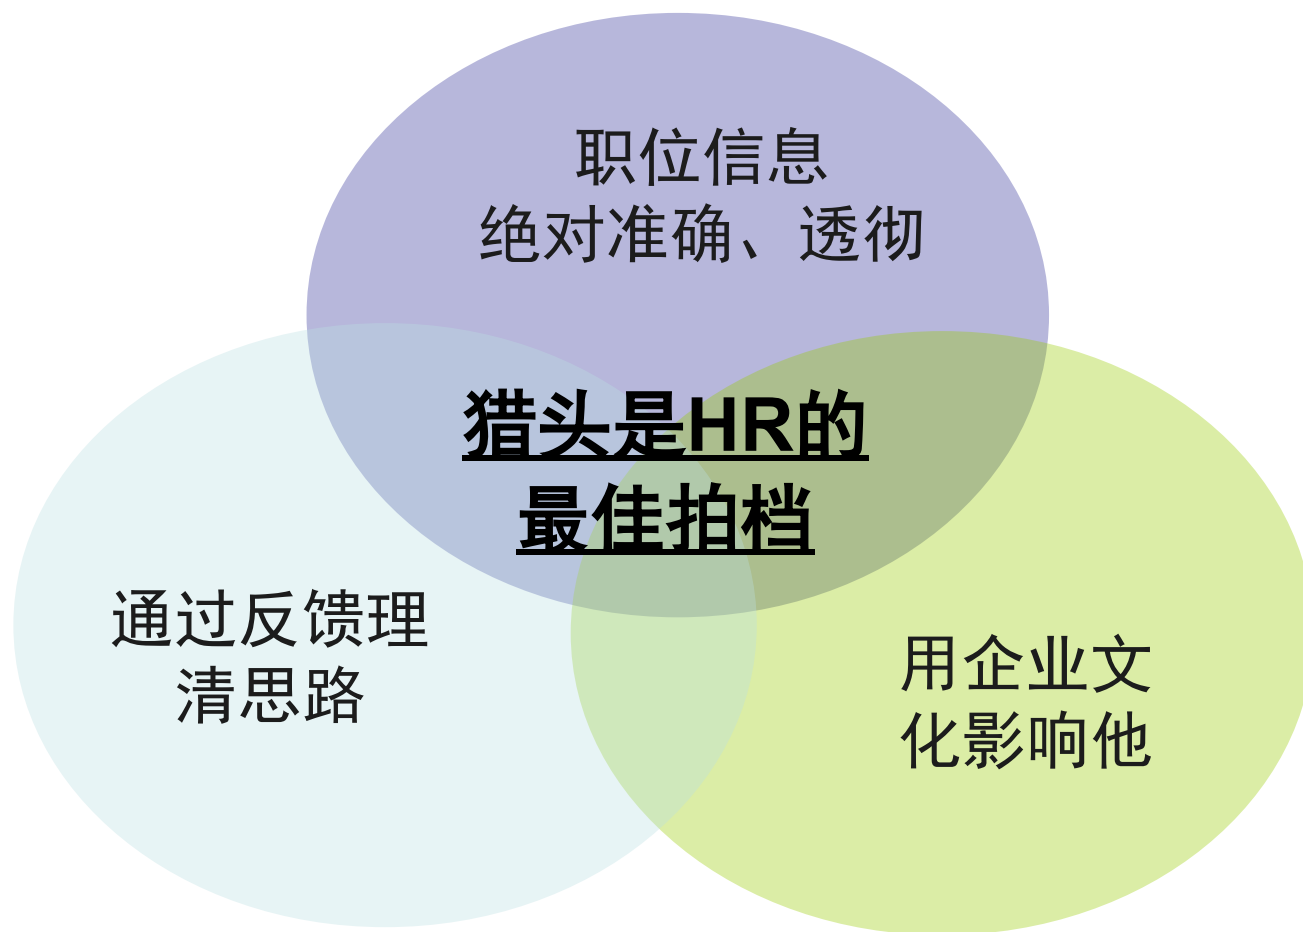 职位信息
绝对准确、透彻
猎头是HR的
最佳拍档
通过反馈理
清思路
用企业文
化影响他